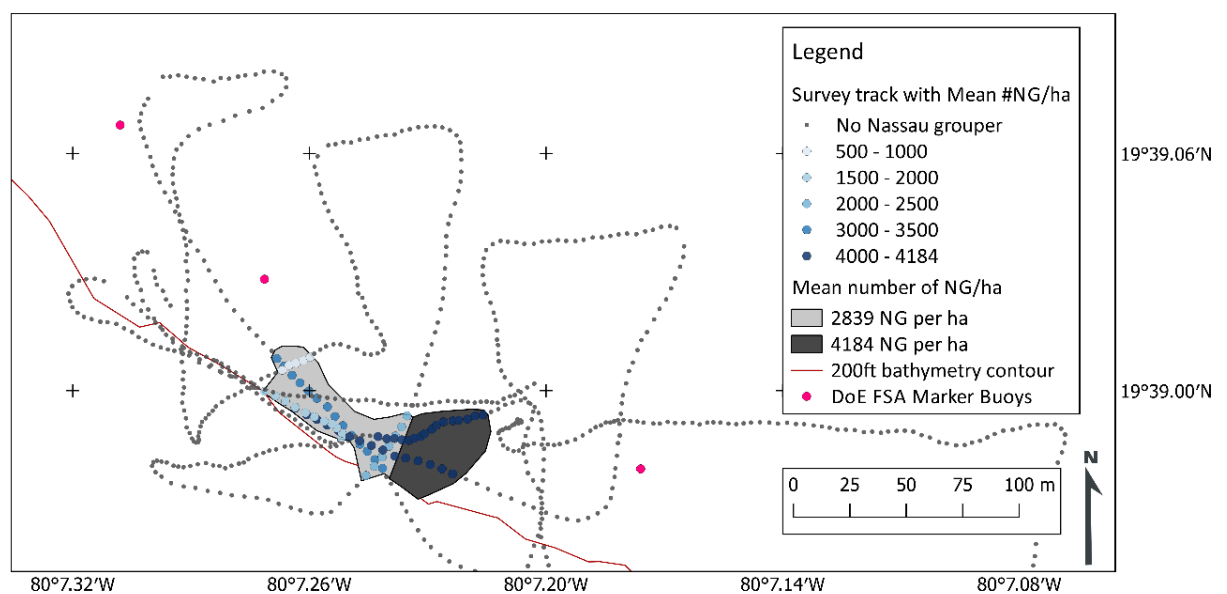 Legend
Survey track with Mean #NG/ha
No Nassau grouper
500 - 1000
1500 - 2000
2000 - 2500
3000 - 3500
4000 - 4184
Mean number of NG/ha
2839 NG per ha
4184 NG per ha
200ft bathymetry contour
DoE FSA Marker Buoys
19°39.06'N
19°39.00'N
0 25 50 75 100 m
N
80°7.32'W 80°7.26'W 80°7.20'W 80°7.14'W 80°7.08'W